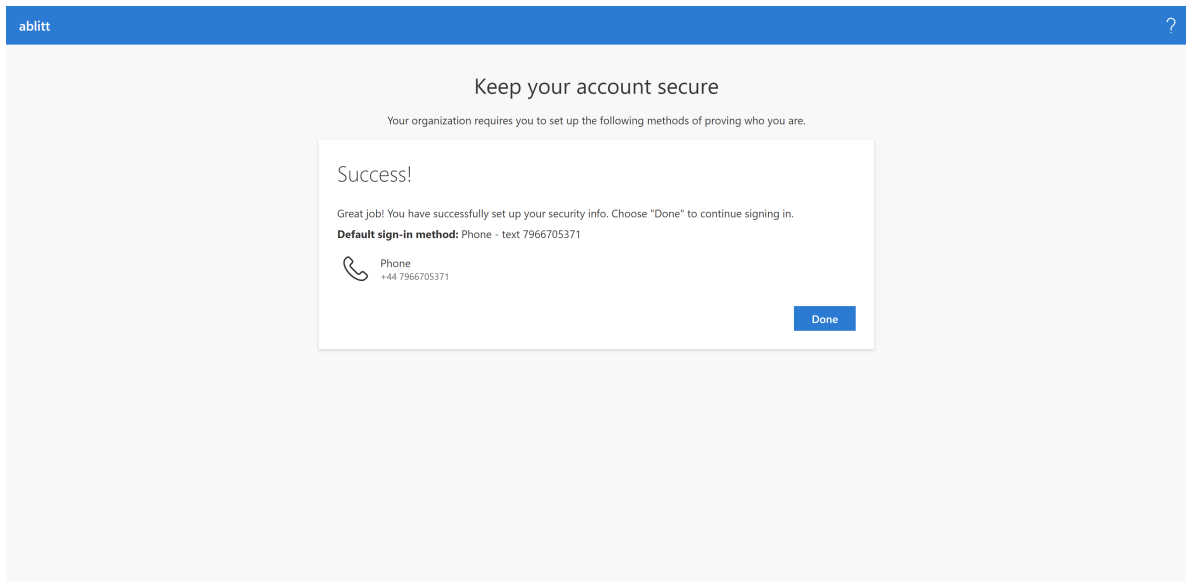 ablitt
?
Keep your account secure
Your organization requires you to set up the following methods of proving who you are.
Success!
Great job! You have successfully set up your security info. Choose "Done" to continue signing in.
Default sign-in method: Phone - text 7966705371
Phone
+44 7966705371
Done